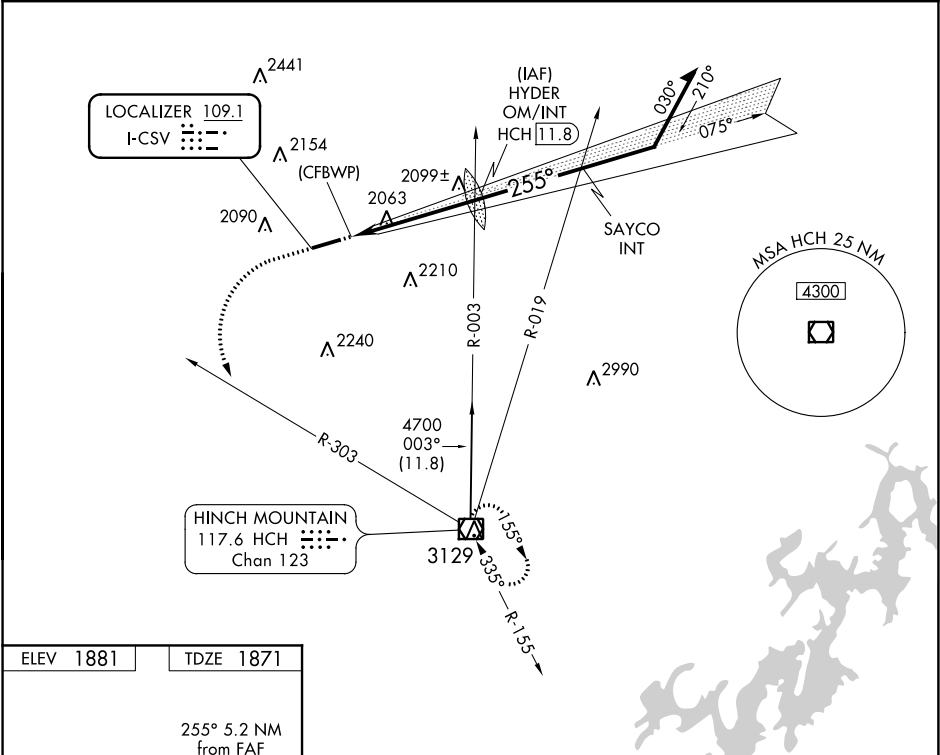 2441
LOCALIZER 109.1
I-CSV
2154
(CFBWP)
2090
2063
2099±
(IAF)
HYDER
OM/INT
HCH 11.8
255°
030°
210°
075°
SAYCO
INT
MSA HCH 25 NM
4300
2210
2240
R-003
R-019
2990
R-303
4700
003°
(11.8)
HINCH MOUNTAIN
117.6 HCH
Chan 123
3129
155°
335°
R-155
ELEV 1881
TDZE 1871
255° 5.2 NM
from FAF